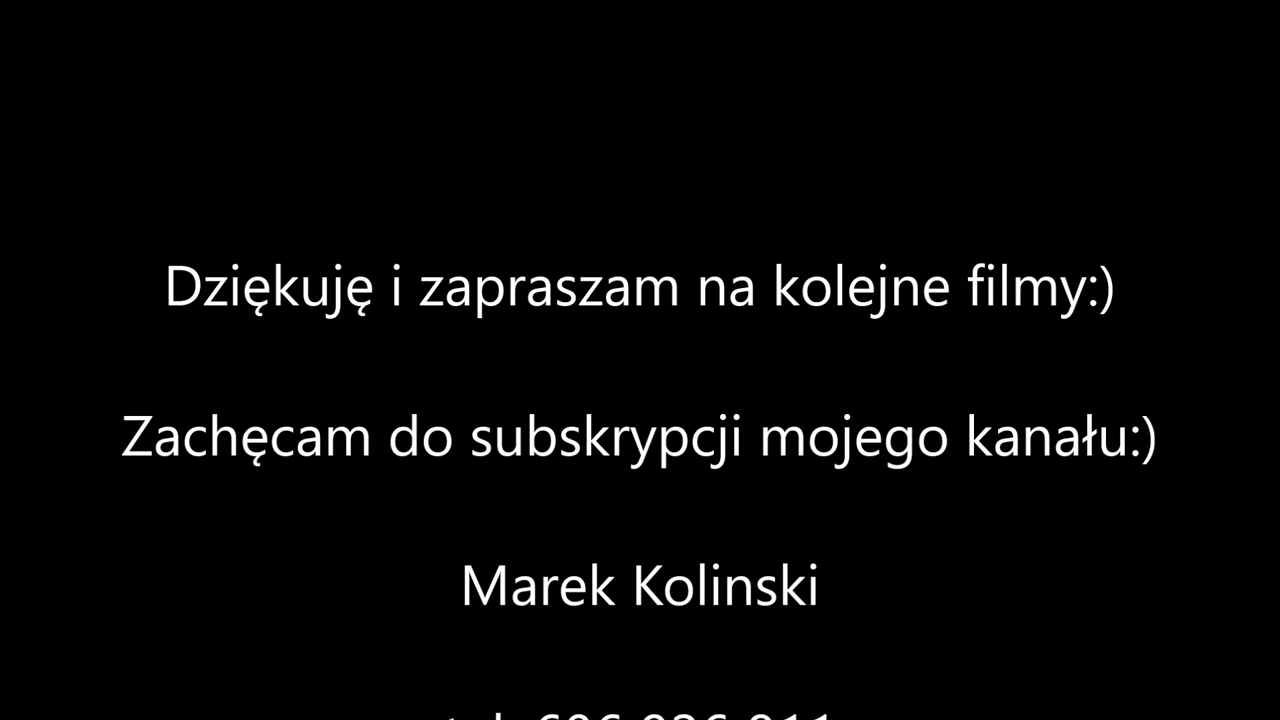 Dziękuję i zapraszam na kolejne filmy:)
Zachęcam do subskrypcji mojego kanału:)
Marek Kolinski